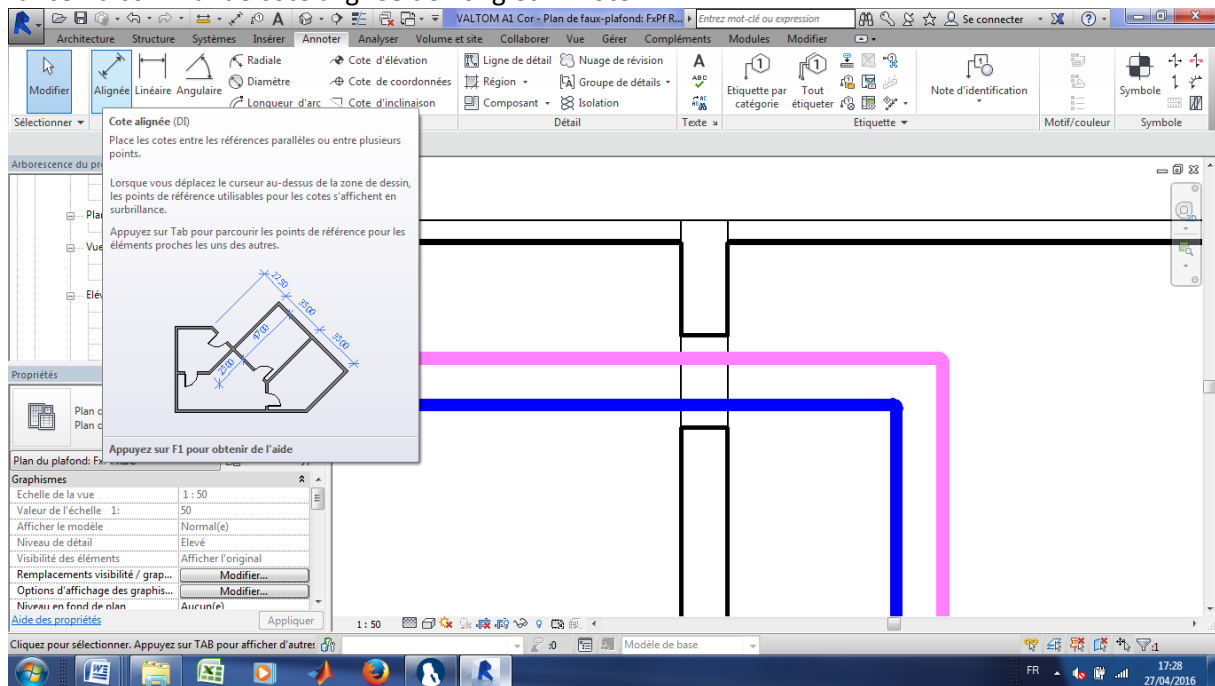 VALTOM A1 Cor - Plan de faux-plafond: FxPf R...
Entrez mot-clé ou expression
Se connecter
Architecture Structure Systèmes Insérer Annoter Analyser Volume et site Collaborer Vue Gérer Compléments Modules Modifier
Modifier
Alignée Linéaire Angulaire
Radiale
Diamètre
Longueur d'arc
Cote d'élévation
Cote de coordonnées
Cote d'inclinaison
Ligne de détail
Région
Composant
Nuage de révision
Groupe de détails
Isolation
Etiquette par catégorie
Tout étiqueter
Note d'identification
Symbole
Sélectionner
Détail
Texte
Etiquette
Motif/couleur
Symbole
Cote alignée (DI)
Place les cotes entre les références parallèles ou entre plusieurs
points.
Lorsque vous déplacez le curseur au-dessus de la zone de dessin,
les points de référence utilisables pour les cotes s'affichent en
surbrillance.
Appuyez sur Tab pour parcourir les points de référence pour les
éléments proches les uns des autres.
2250
3500
4700
3500
2500
Appuyez sur F1 pour obtenir de l'aide
Arborescence du pr
Plan
Vue
Elév
Propriétés
Plan d
Plan d
Plan du plafond: Fx
Graphismes
Echelle de la vue 1 : 50
Valeur de l'échelle 1: 50
Afficher le modèle Normal(e)
Niveau de détail Elevé
Visibilité des éléments Afficher l'original
Remplacements visibilité / grap... Modifier...
Options d'affichage des graphis... Modifier...
Niveau en fond de plan Aucun(e)
Aide des propriétés Appliquer
1 : 50
Cliquez pour sélectionner. Appuyez sur TAB pour afficher d'autres
:0
Modèle de base
:1
FR
17:28
27/04/2016